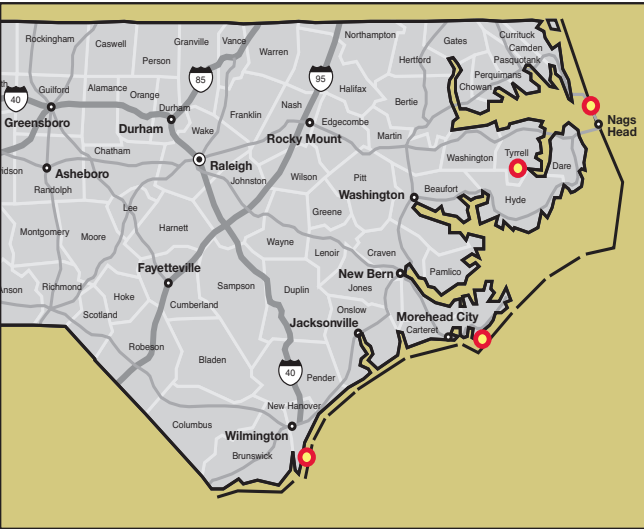 Rockingham
Caswell
Granville
Vance
Person
Warren
Northampton
Gates
Currituck
Camden
Pasquotank
Hertford
Perquimans
Chowan
85
95
40
Guilford
Alamance
Orange
Durham
Halifax
Bertie
Nash
Franklin
Greensboro
Durham
Wake
Edgecombe
Rocky Mount
Martin
Nags
Head
Chatham
Raleigh
Washington
Tyrrell
Dare
Asheboro
Randolph
Johnston
Wilson
Pitt
Washington
Beaufort
Hyde
Lee
Greene
Montgomery
Moore
Harnett
Wayne
Lenoir
Craven
Fayetteville
New Bern
Pamlico
Jones
Richmond
Hoke
Sampson
Duplin
Cumberland
Scotland
Onslow
Morehead City
Jacksonville
Carteret
Robeson
Bladen
40
Pender
New Hanover
Columbus
Wilmington
Brunswick